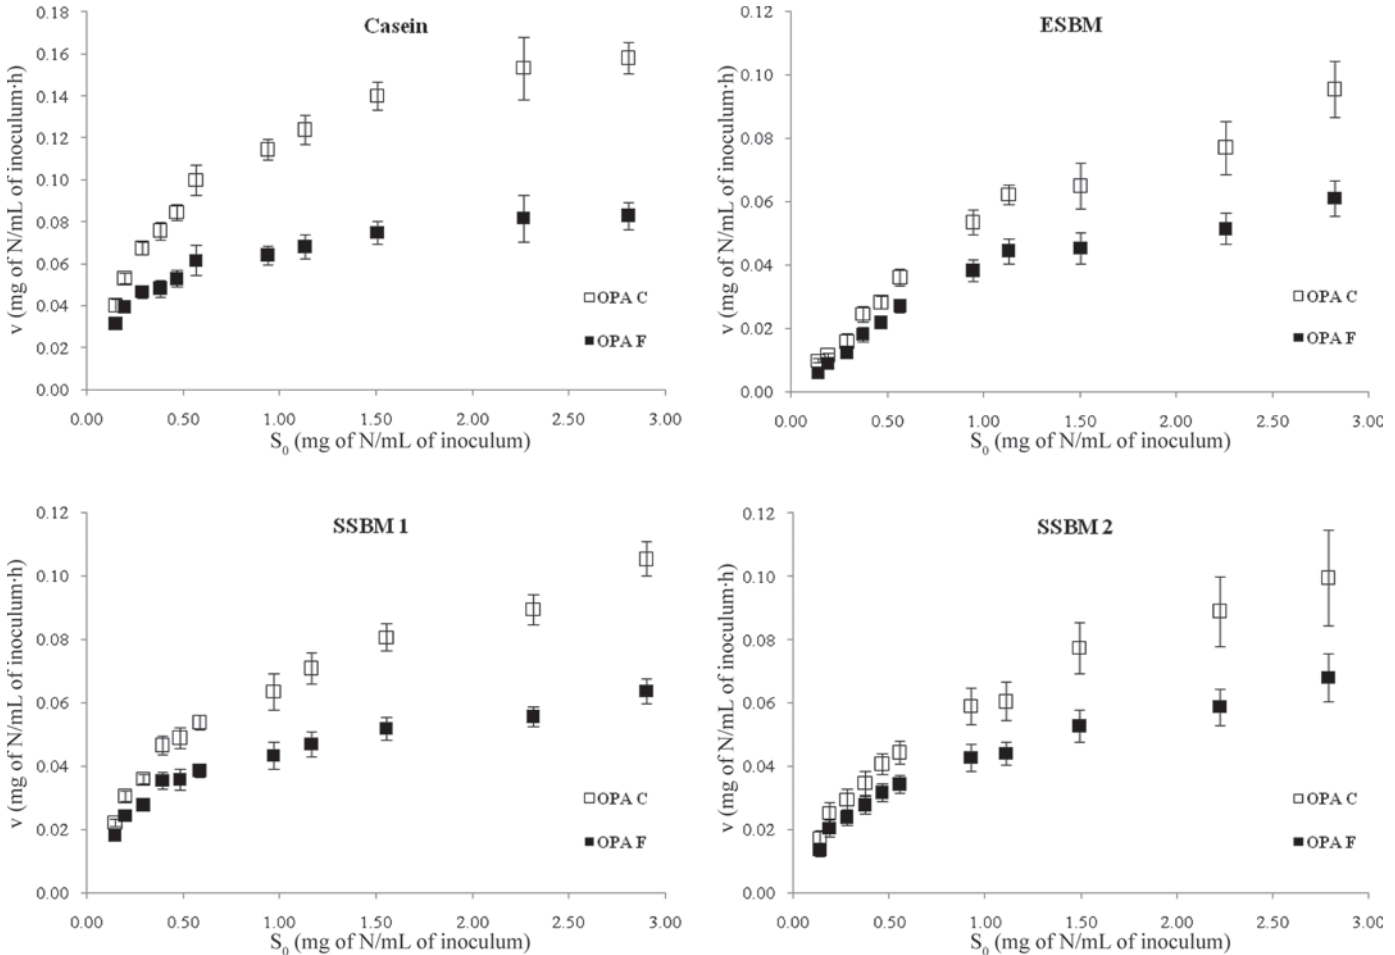 Casein
v (mg of N/mL of inoculum·h)
0.18
0.16
0.14
0.12
0.10
0.08
0.06
0.04
0.02
0.00
OPA C
OPA F
0.00 0.50 1.00 1.50 2.00 2.50 3.00
S0 (mg of N/mL of inoculum)
ESBM
v (mg of N/mL of inoculum·h)
0.12
0.10
0.08
0.06
0.04
0.02
0.00
OPA C
OPA F
0.00 0.50 1.00 1.50 2.00 2.50 3.00
S0 (mg of N/mL of inoculum)
SSBM 1
v (mg of N/mL of inoculum·h)
0.12
0.10
0.08
0.06
0.04
0.02
0.00
OPA C
OPA F
0.00 0.50 1.00 1.50 2.00 2.50 3.00
S0 (mg of N/mL of inoculum)
SSBM 2
v (mg of N/mL of inoculum·h)
0.12
0.10
0.08
0.06
0.04
0.02
0.00
OPA C
OPA F
0.00 0.50 1.00 1.50 2.00 2.50 3.00
S0 (mg of N/mL of inoculum)